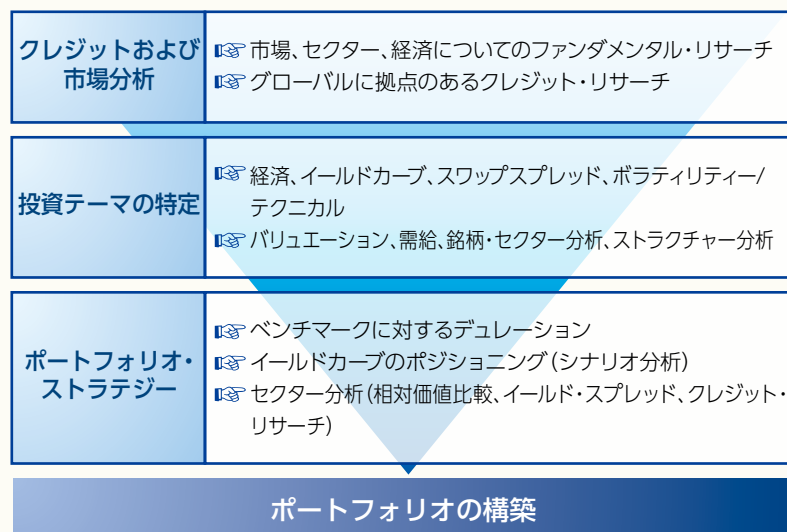 クレジットおよび
市場分析
☞市場、セクター、経済についてのファンダメンタル・リサーチ
☞グローバルに拠点のあるクレジット・リサーチ
投資テーマの特定
☞経済、イールドカーブ、スワップスプレッド、ボラティリティー/
テクニカル
☞バリュエーション、需給、銘柄・セクター分析、ストラクチャー分析
ポートフォリオ・
ストラテジー
☞ベンチマークに対するデュレーション
☞イールドカーブのポジショニング(シナリオ分析)
☞セクター分析(相対価値比較、イールド・スプレッド、クレジット・
リサーチ)
ポートフォリオの構築